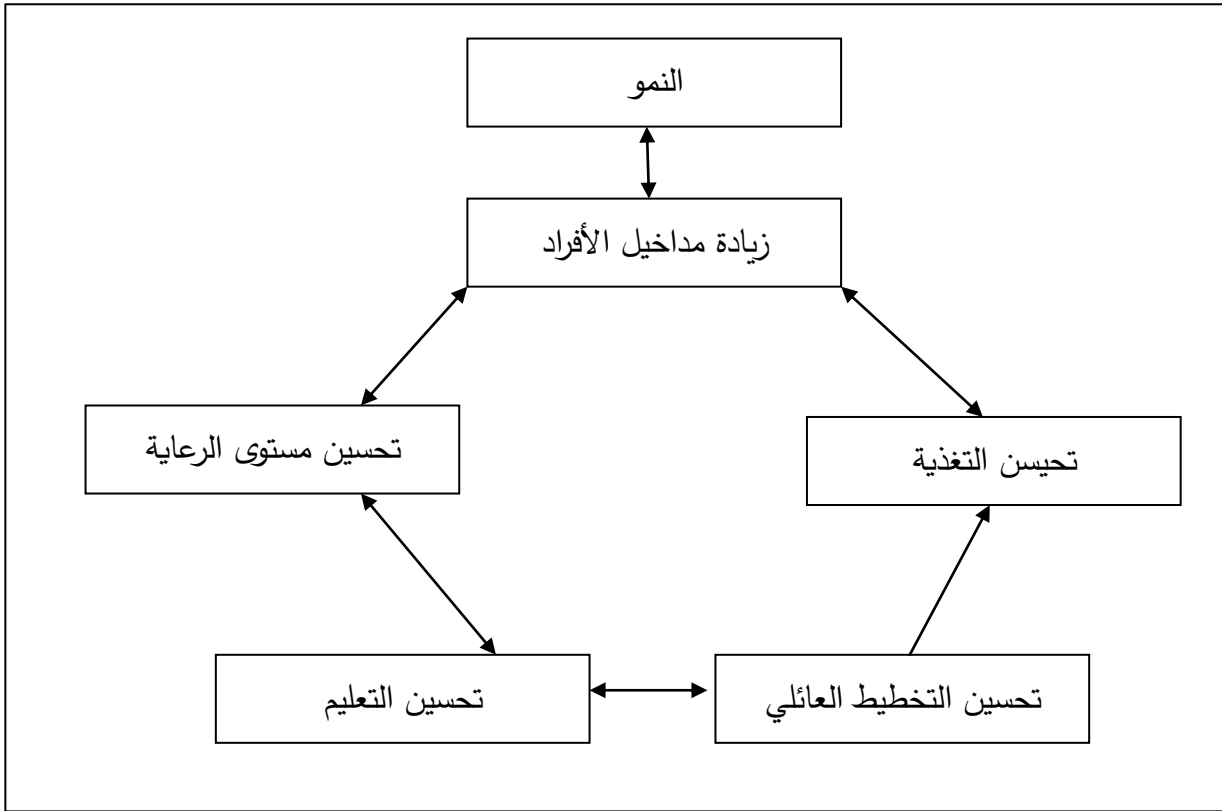 النمو
زيادة مداخيل الأفراد
تحسين مستوى الرعاية
تحيسن التغذية
تحسين التعليم
تحسين التخطيط العائلي